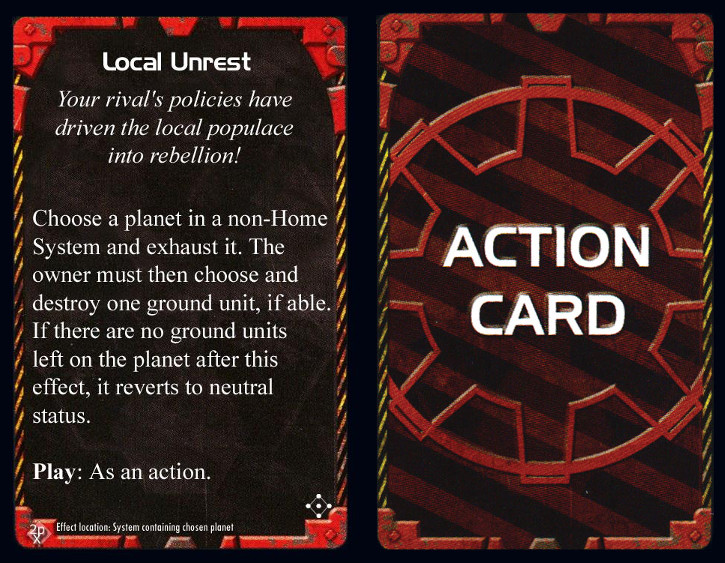 Local Unrest
Your rival's policies have
driven the local populace
into rebellion!
Choose a planet in a non-Home
System and exhaust it. The
owner must then choose and
destroy one ground unit, if able.
If there are no ground units
left on the planet after this
effect, it reverts to neutral
status.
Play: As an action.
Effect location: System containing chosen planet
ACTION
CARD